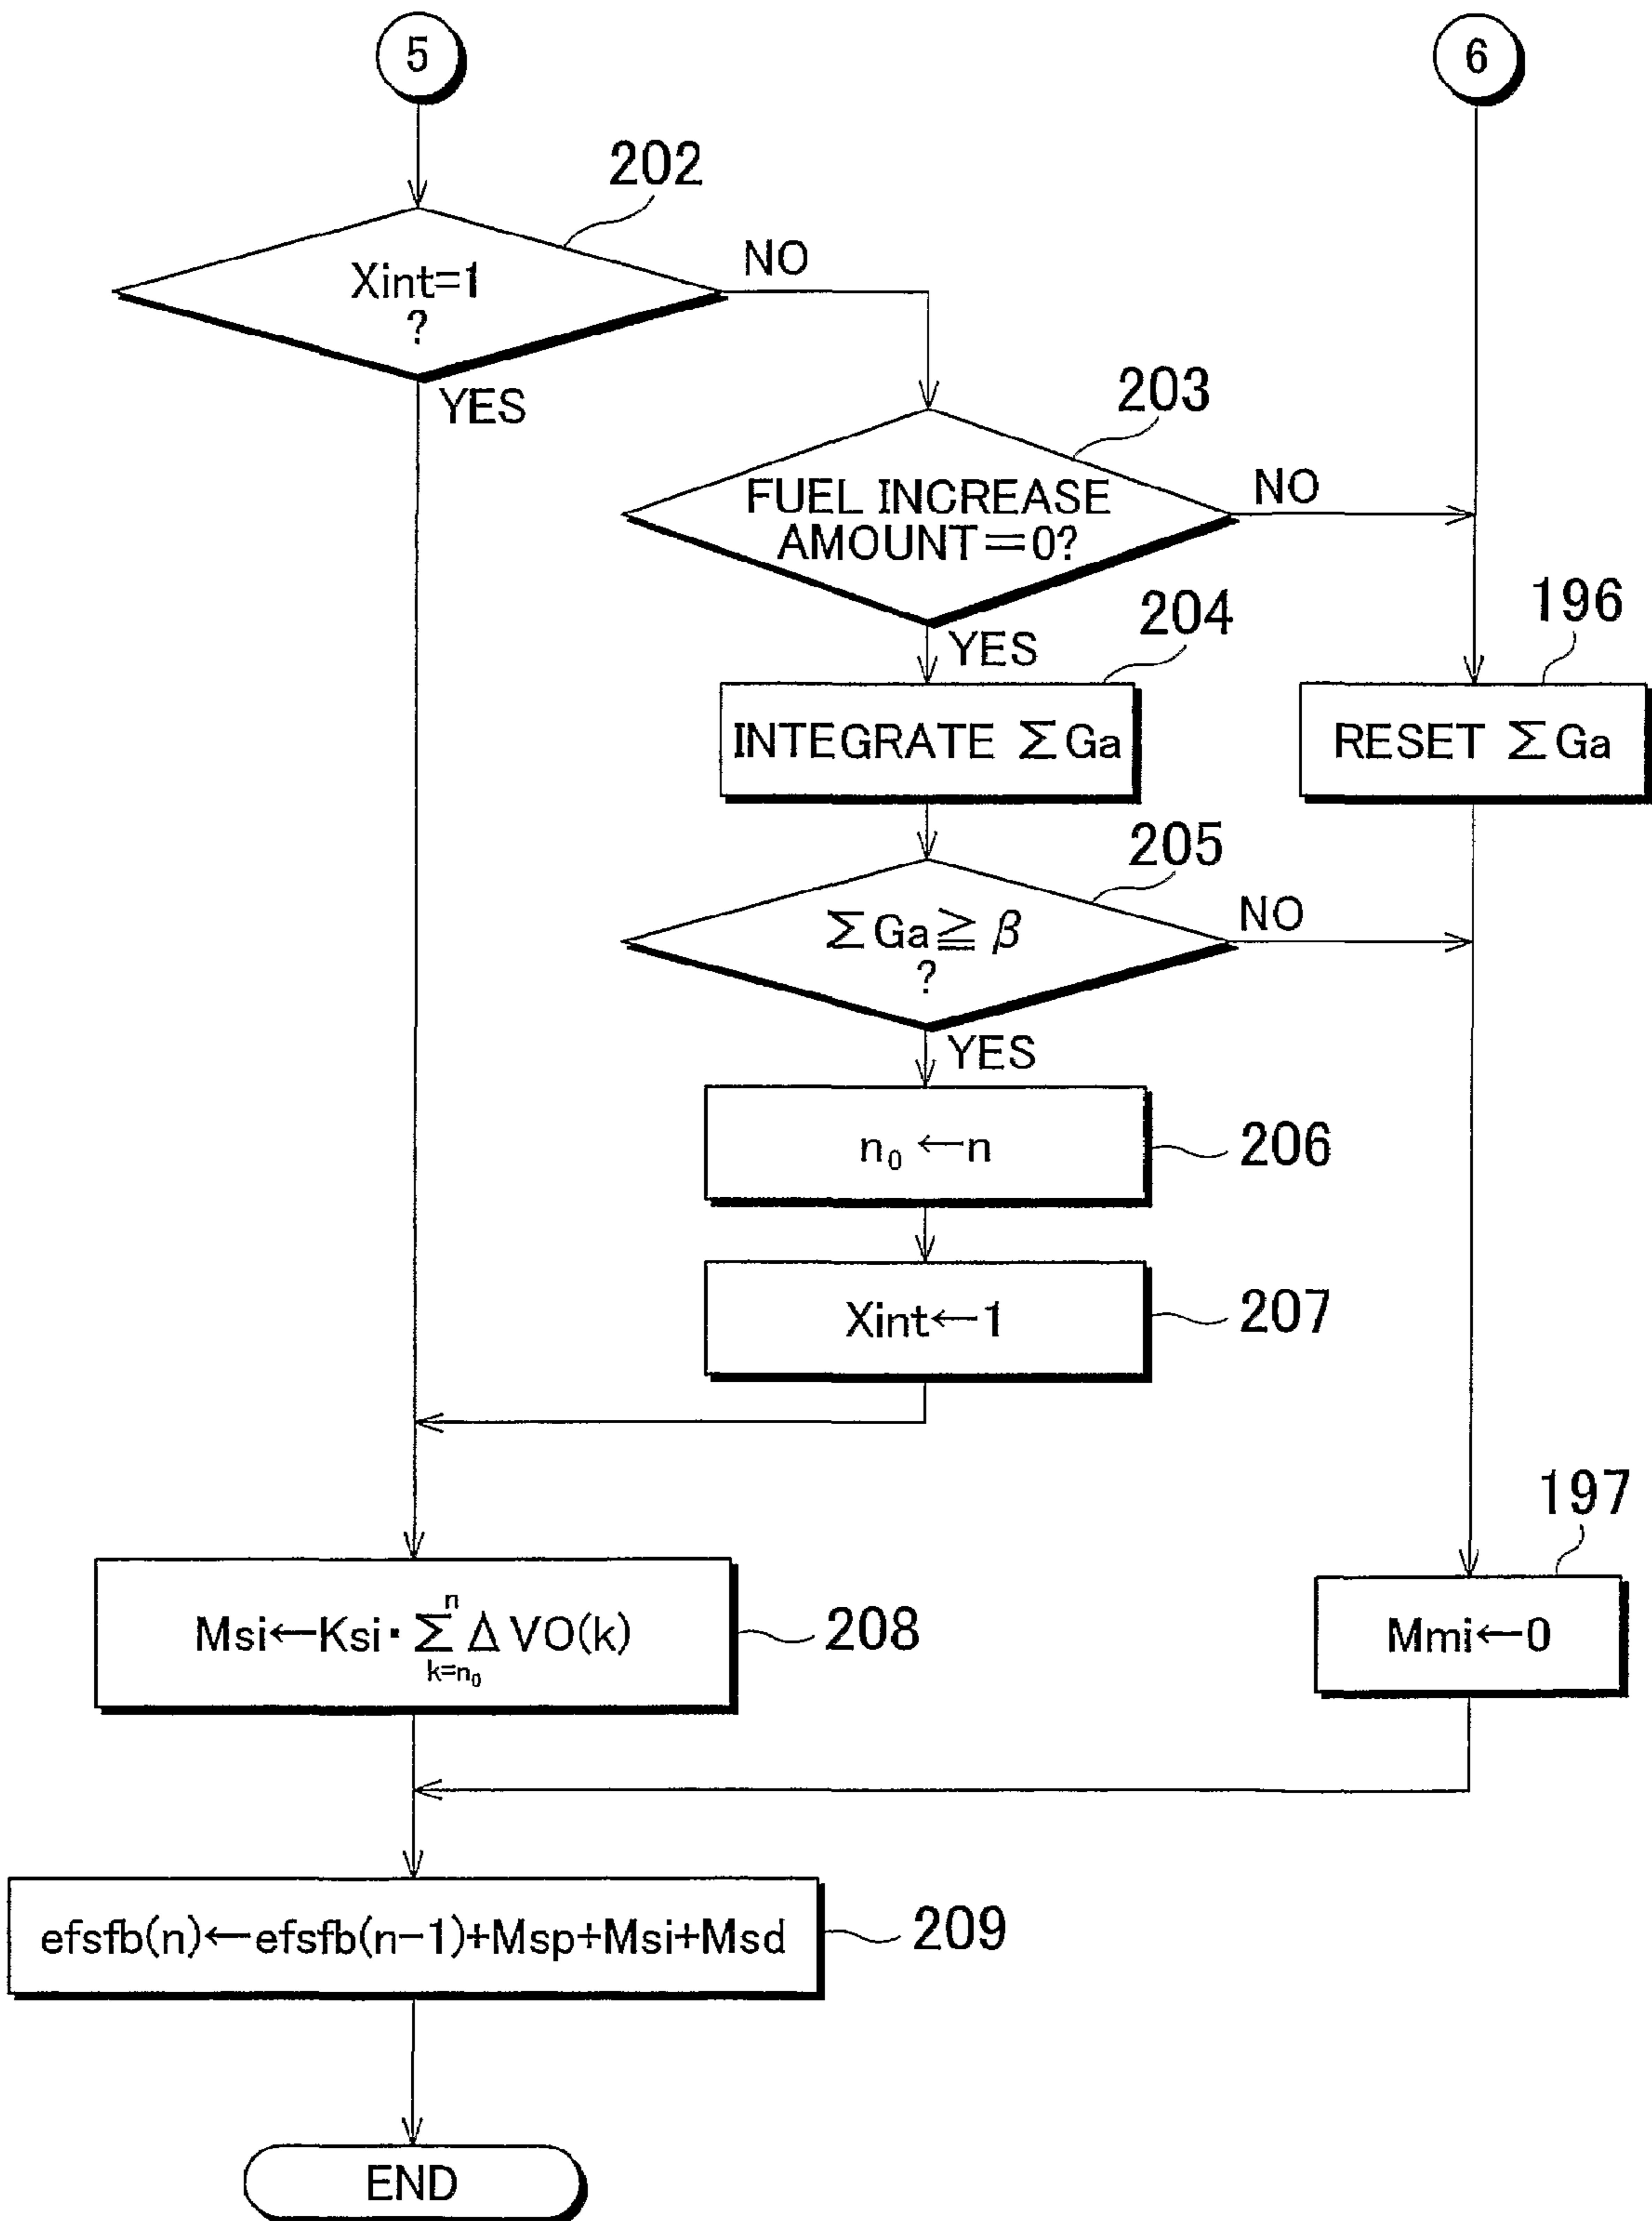 5
6
202
Xint=1
?
NO
YES
203
FUEL INCREASE
AMOUNT=0?
NO
YES
204
196
INTEGRATE ΣGa
RESET ΣGa
205
ΣGa≧β
?
NO
YES
n₀←n
206
Xint←1
207
197
Msi←Ksi・Σ(k=n₀→n)ΔVO(k)
208
Mmi←0
efsfb(n)←efsfb(n−1)+Msp+Msi+Msd
209
END